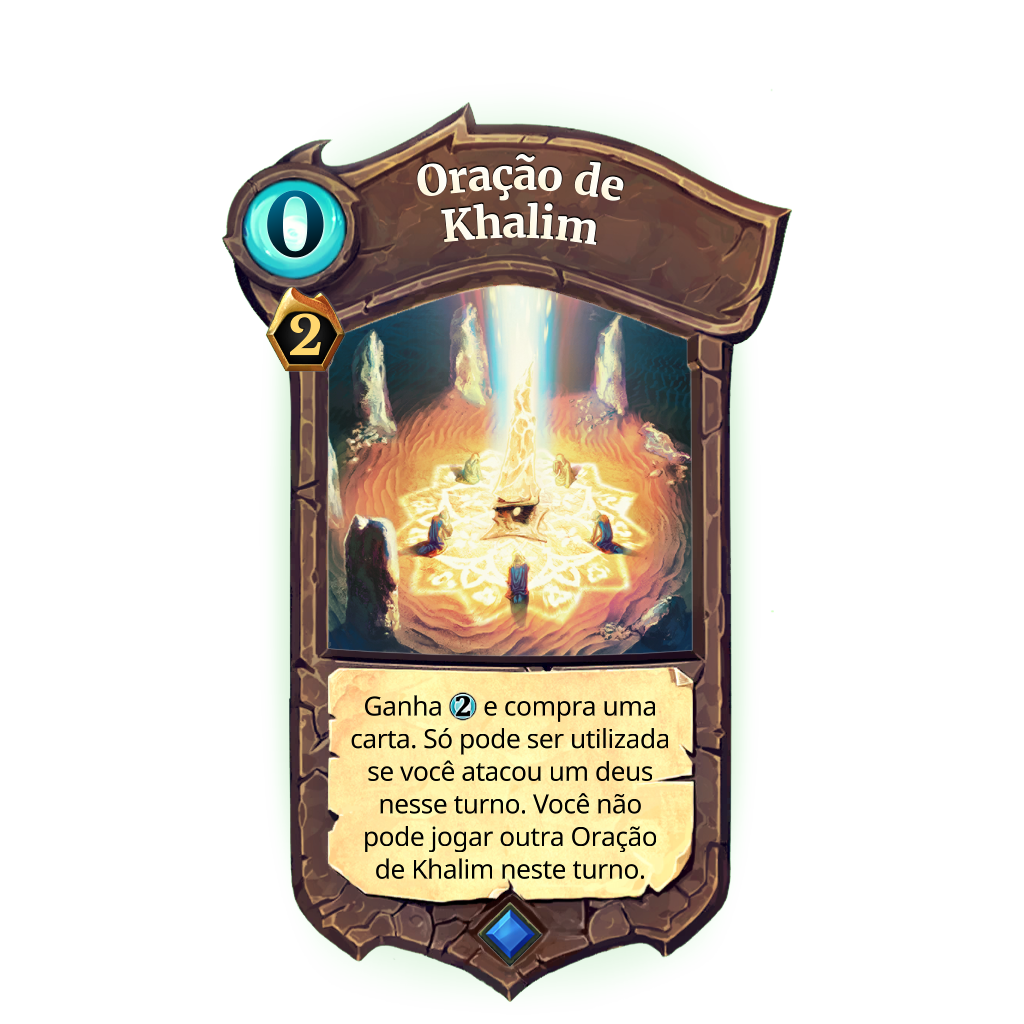 Oração de
Khalim
0
2
Ganha 2 e compra uma
carta. Só pode ser utilizada
se você atacou um deus
nesse turno. Você não
pode jogar outra Oração
de Khalim neste turno.